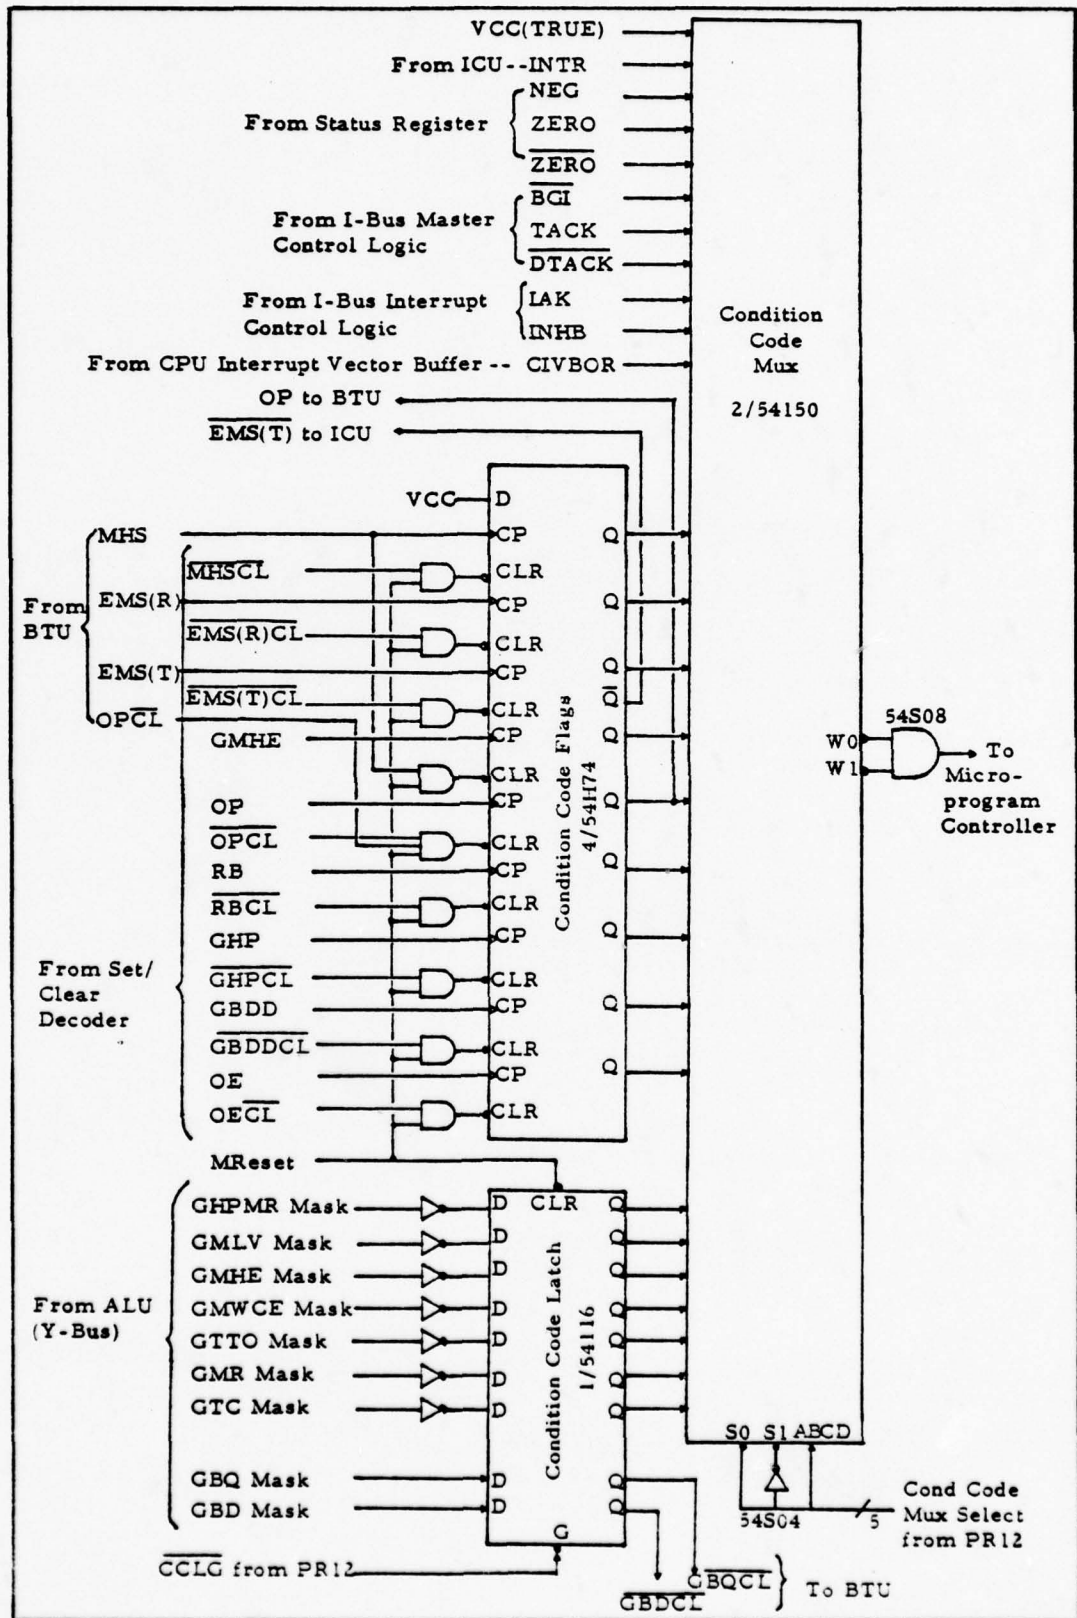 VCC(TRUE)
From ICU--INTR
NEG
From Status Register
ZERO
ZERO
BGI
From I-Bus Master
Control Logic
TACK
DTACK
From I-Bus Interrupt
Control Logic
IAK
INHB
From CPU Interrupt Vector Buffer -- CIVBOR
OP to BTU
EMS(T) to ICU
Condition
Code
Mux
2/54150
VCC
D
MHS
CP
Q
MHSCL
CLR
From
BTU
EMS(R)
CP
Q
EMS(R)CL
CLR
EMS(T)
CP
Q
Q
EMS(T)CL
CLR
OPCL
GMHE
CP
Q
CLR
OP
CP
Q
OPCL
CLR
RB
CP
Q
RBCL
CLR
GHP
CP
Q
GHPCL
CLR
GBDD
CP
Q
GBDDCL
CLR
OE
CP
Q
OECL
CLR
Condition Code Flags
4/54H74
From Set/
Clear
Decoder
54S08
W0
W1
To
Micro-
program
Controller
MReset
CLR
GHPMR Mask
D
Q
GMLV Mask
D
Q
GMHE Mask
D
Q
GMWCE Mask
D
Q
GTTO Mask
D
Q
GMR Mask
D
Q
GTC Mask
D
Q
GBQ Mask
D
Q
GBD Mask
D
Q
From ALU
(Y-Bus)
Condition Code Latch
1/54116
G
CCLG from PR12
S0 S1 ABCD
54S04
5
Cond Code
Mux Select
from PR12
GBQCL
GBDCL
To BTU